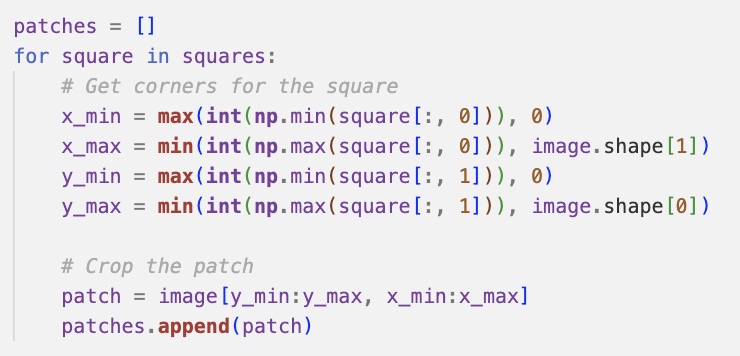 patches = []
for square in squares:
    # Get corners for the square
    x_min = max(int(np.min(square[:, 0])), 0)
    x_max = min(int(np.max(square[:, 0])), image.shape[1])
    y_min = max(int(np.min(square[:, 1])), 0)
    y_max = min(int(np.max(square[:, 1])), image.shape[0])

    # Crop the patch
    patch = image[y_min:y_max, x_min:x_max]
    patches.append(patch)